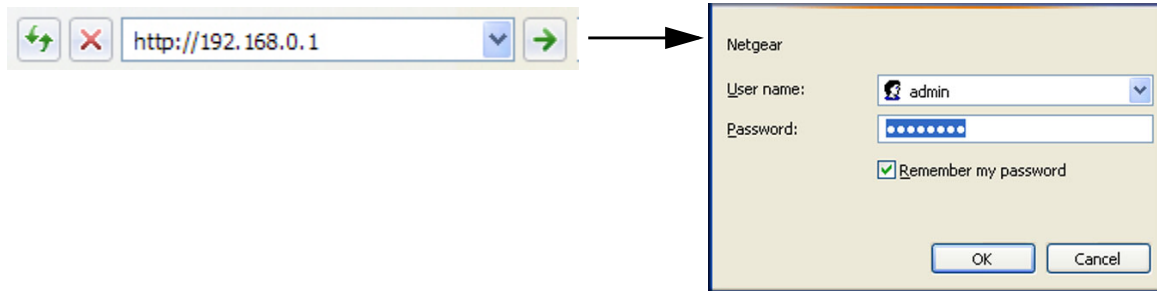 http://192.168.0.1
Netgear
User name:
admin
Password:
Remember my password
OK
Cancel